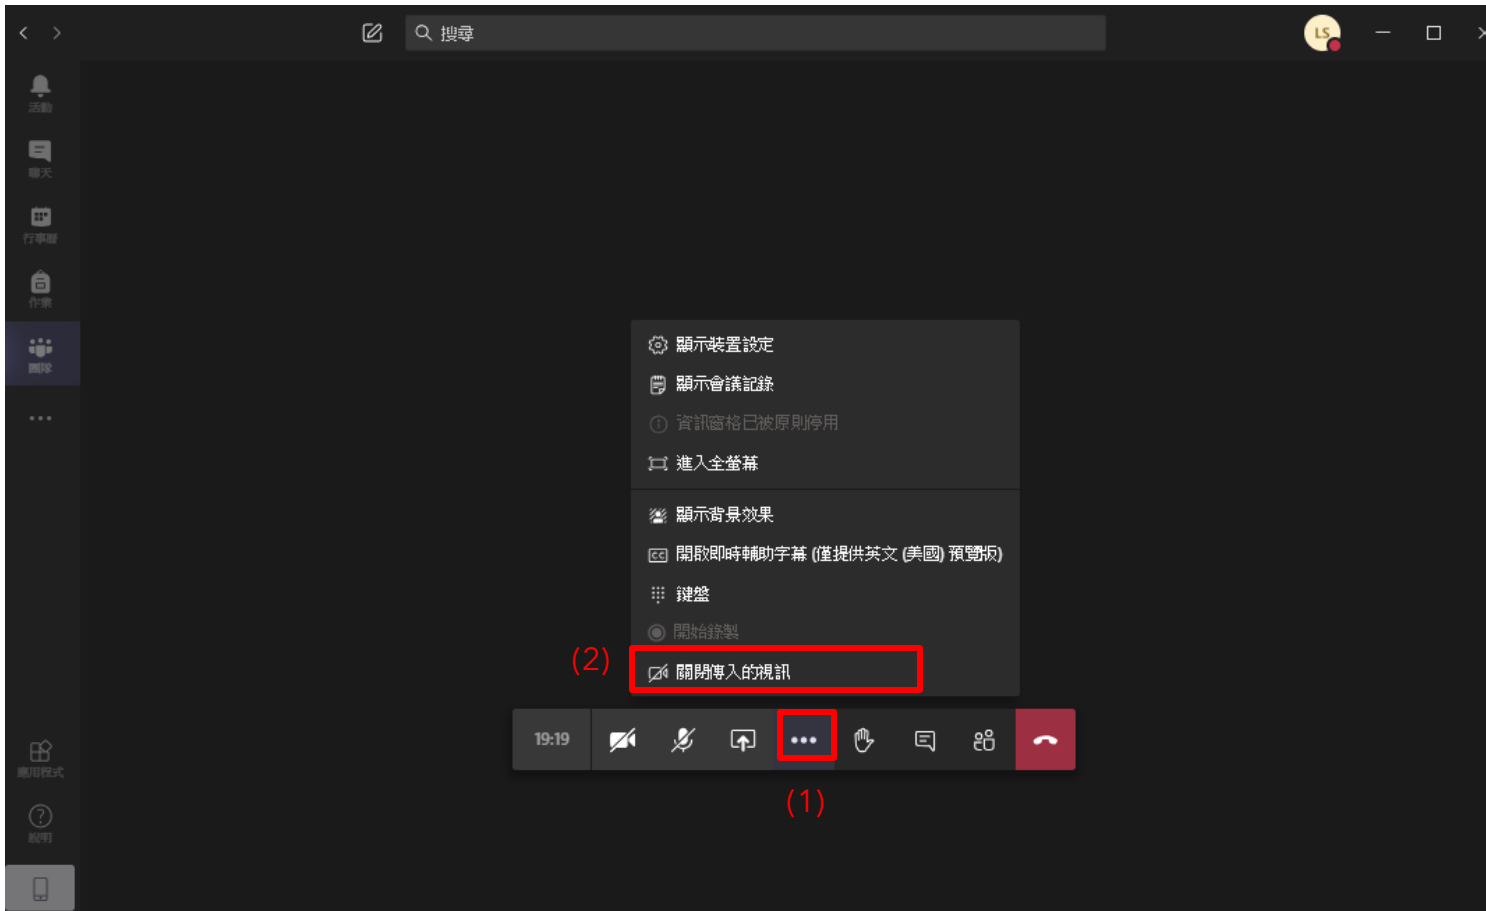 搜尋
LS
活動
聊天
行事曆
作業
團隊
顯示裝置設定
顯示會議記錄
資訊窗格已被原則停用
進入全螢幕
顯示背景效果
開啟即時輔助字幕 (僅提供英文 (美國) 預覽版)
鍵盤
開始錄製
(2)
關閉傳入的視訊
19:19
(1)
應用程式
說明